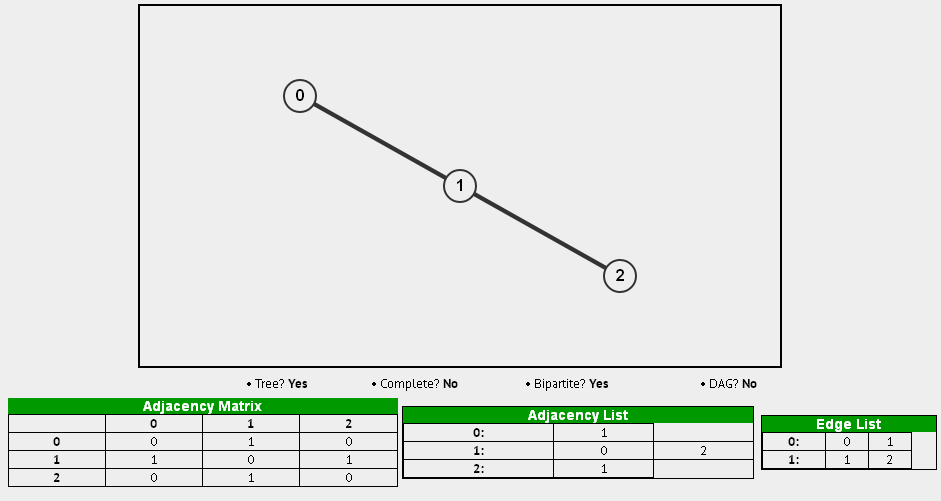 0
1
2
• Tree? Yes • Complete? No • Bipartite? Yes • DAG? No
Adjacency Matrix
0 1 2
0 0 1 0
1 1 0 1
2 0 1 0
Adjacency List
0: 1
1: 0 2
2: 1
Edge List
0: 0 1
1: 1 2